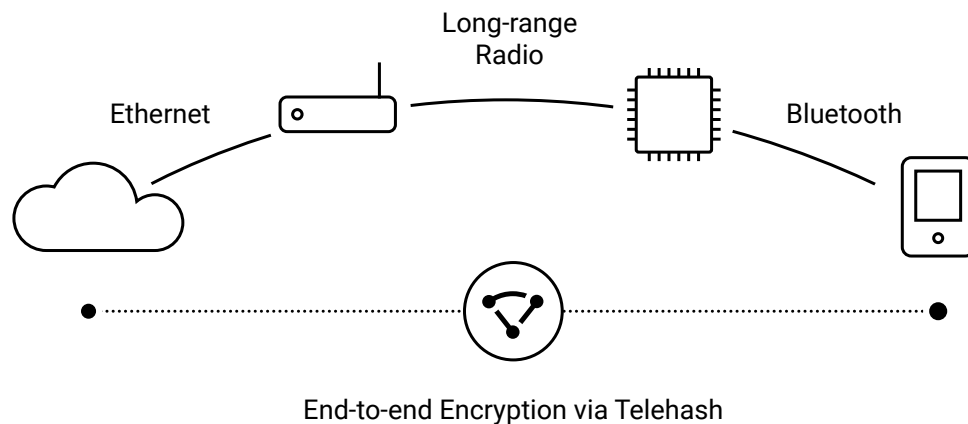 Long-range
Radio
Ethernet
Bluetooth
End-to-end Encryption via Telehash